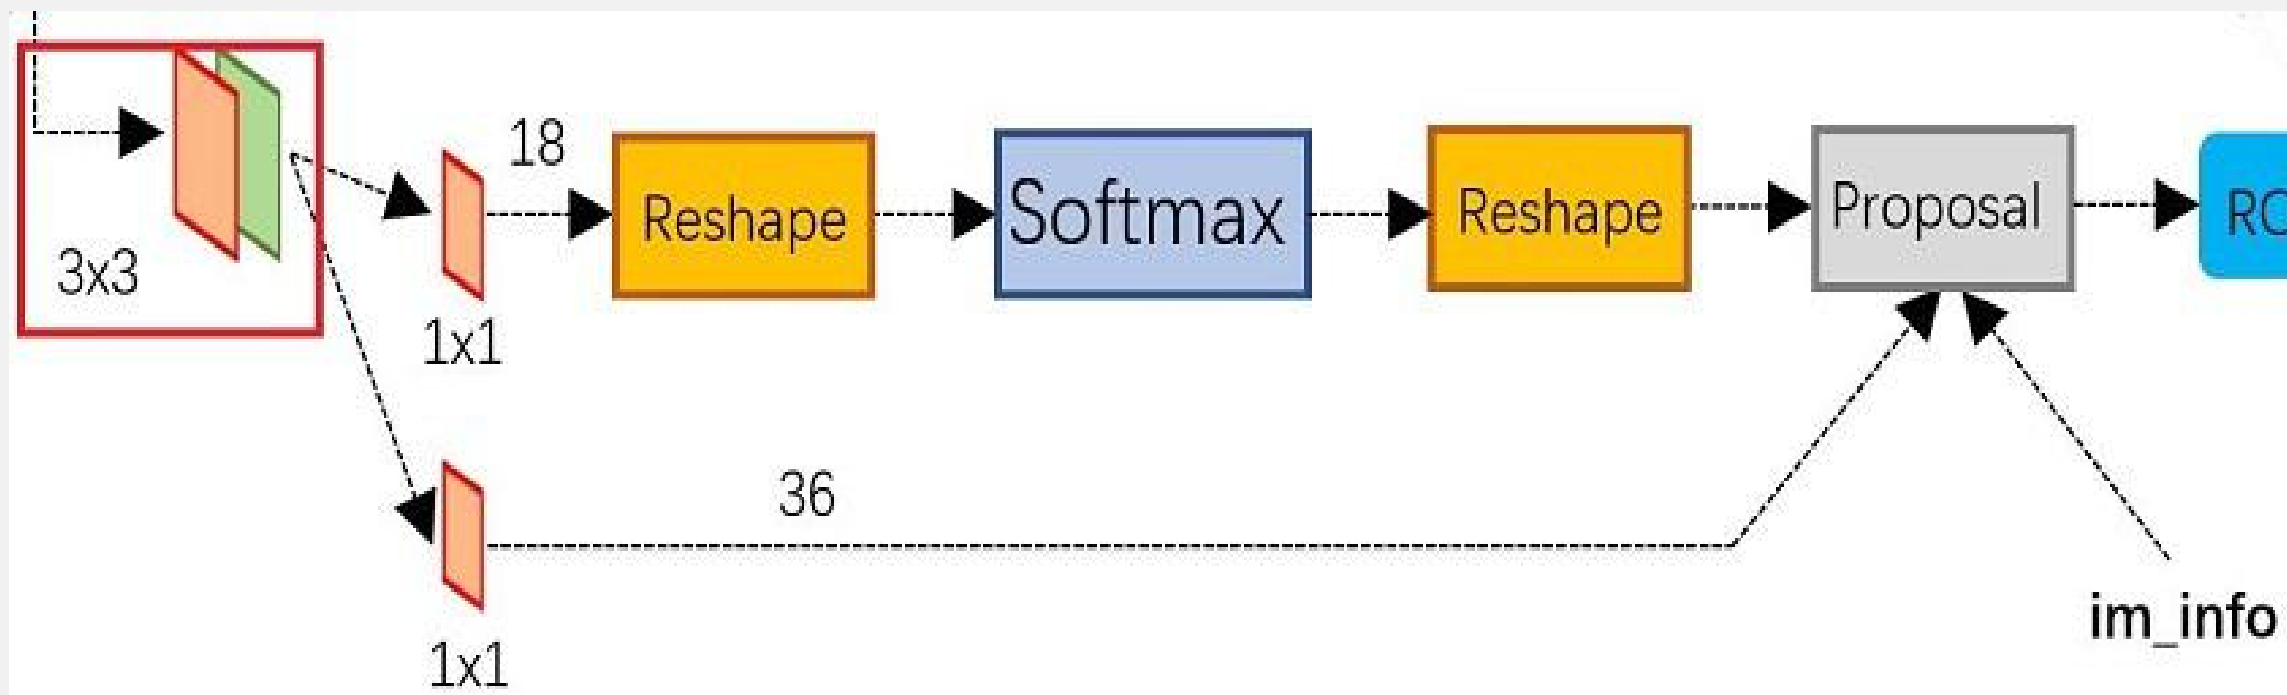 18
Reshape
Softmax
Reshape
Proposal
3x3
1x1
36
im_info
1x1